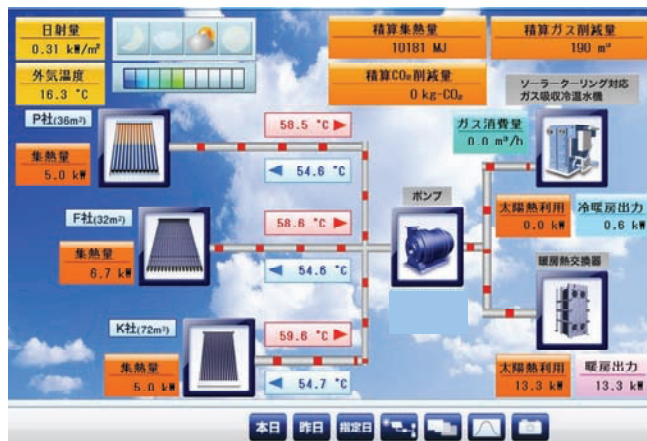 日射量
0.31 kW/m²
外気温度
16.3 °C
積算集熱量
10181 MJ
積算ガス削減量
190 m³
積算CO₂削減量
0 kg-CO₂
ソーラークーリング対応
ガス吸収冷温水機
P社(36m²)
集熱量
5.0 kW
58.5 °C
54.6 °C
ガス消費量
0.0 m³/h
ポンプ
太陽熱利用
0.0 kW
冷暖房出力
0.6 kW
F社(32m²)
集熱量
6.7 kW
58.6 °C
54.6 °C
暖房熱交換器
K社(72m²)
集熱量
5.0 kW
59.6 °C
54.7 °C
太陽熱利用
13.3 kW
暖房出力
13.3 kW
本日
昨日
指定日